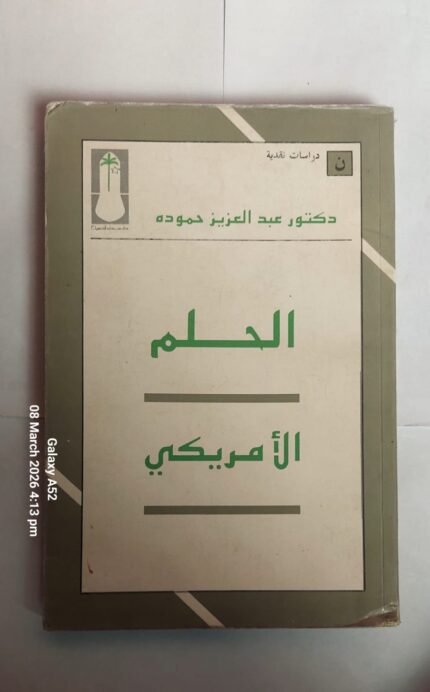 دراسات نقدية
ن
دكتور عبد العزيز حموده
الحلم
الأمريكي
Galaxy A52
08 March 2026 4:13 pm